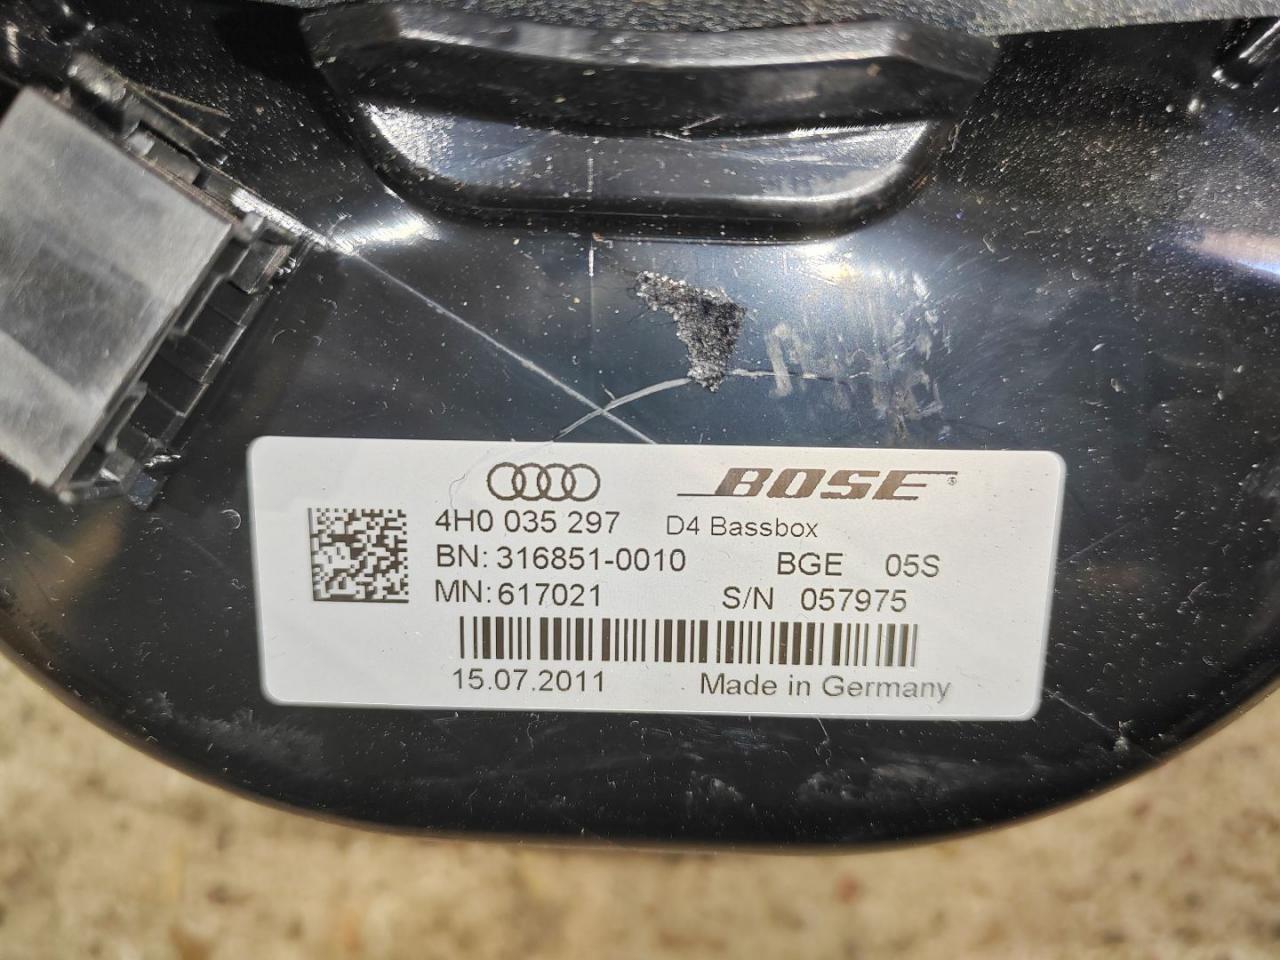 BOSE®
4H0 035 297 D4 Bassbox
BN: 316851-0010 BGE 05S
MN: 617021 S/N 057975
15.07.2011 Made in Germany